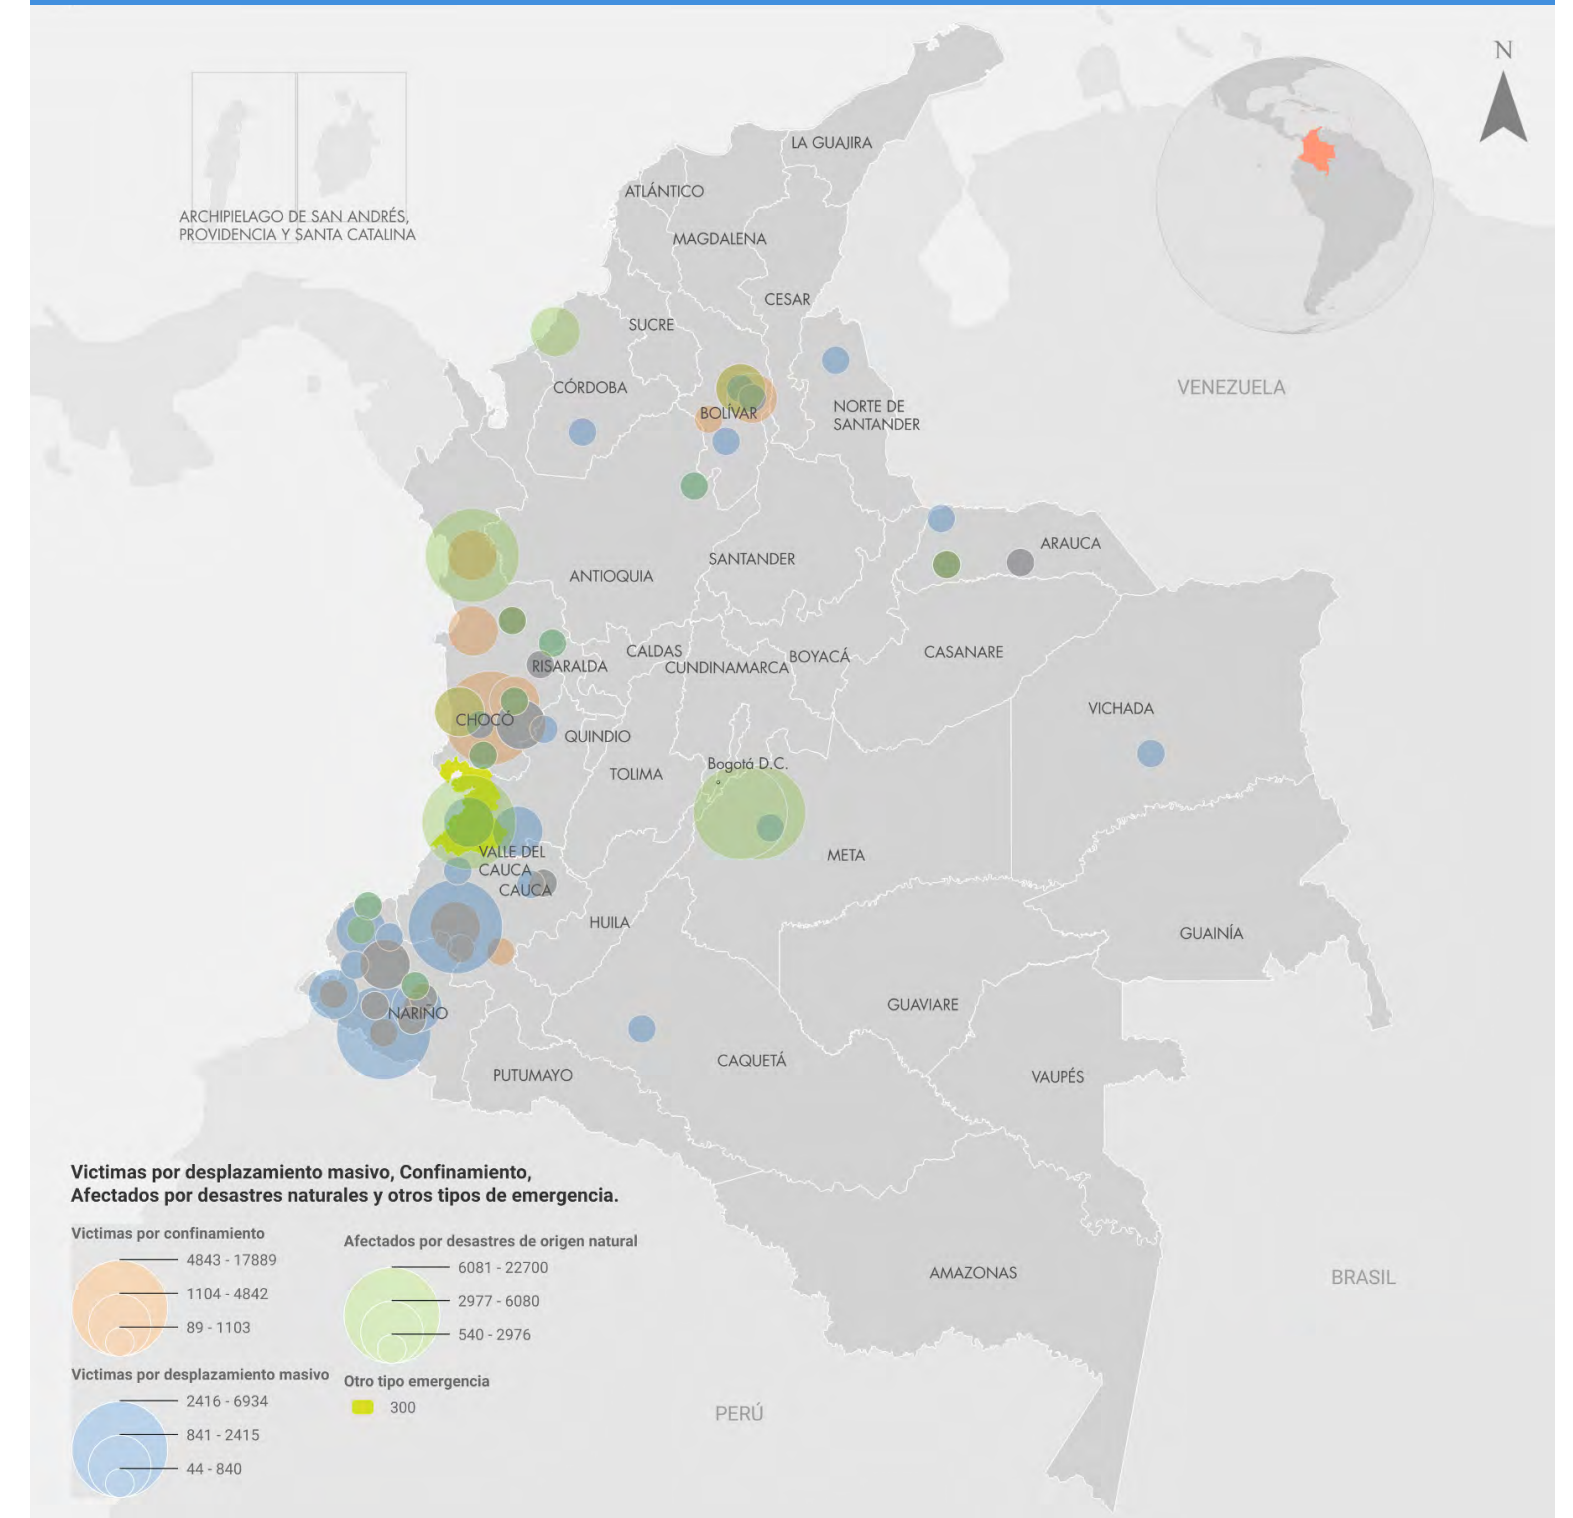 N
LA GUAJIRA
ATLÁNTICO
ARCHIPIELAGO DE SAN ANDRÉS,
PROVIDENCIA Y SANTA CATALINA
MAGDALENA
CESAR
SUCRE
CÓRDOBA
VENEZUELA
BOLÍVAR
NORTE DE
SANTANDER
ARAUCA
SANTANDER
ANTIOQUIA
CALDAS
BOYACÁ
CASANARE
RISARALDA
CUNDINAMARCA
VICHADA
CHOCÓ
QUINDIO
Bogotá D.C.
TOLIMA
VALLE DEL
CAUCA
META
CAUCA
HUILA
GUAINÍA
GUAVIARE
NARIÑO
CAQUETÁ
PUTUMAYO
VAUPÉS
AMAZONAS
BRASIL
PERÚ
Victimas por desplazamiento masivo, Confinamiento,
Afectados por desastres naturales y otros tipos de emergencia.
Victimas por confinamiento
4843 - 17889
1104 - 4842
89 - 1103
Victimas por desplazamiento masivo
2416 - 6934
841 - 2415
44 - 840
Afectados por desastres de origen natural
6081 - 22700
2977 - 6080
540 - 2976
Otro tipo emergencia
300